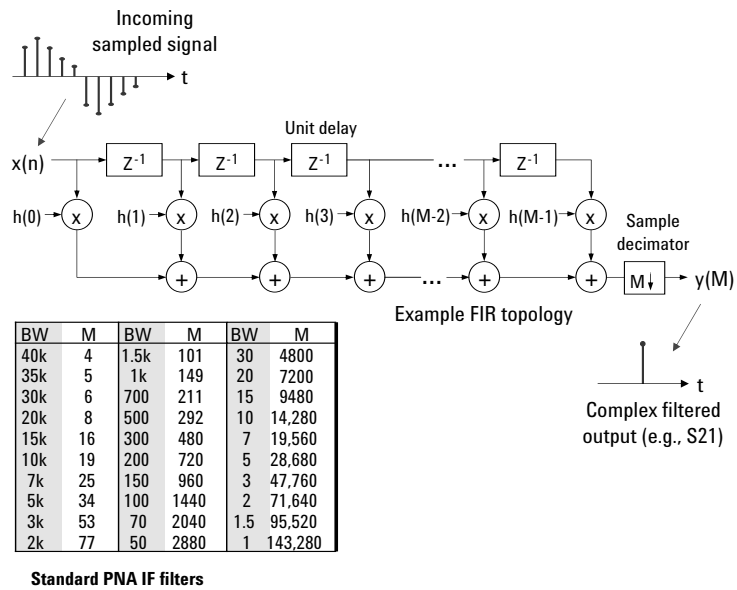 Incoming
sampled signal
t
Unit delay
x(n) Z-1 Z-1 Z-1 ... Z-1
h(0) x h(1) x h(2) x h(3) x h(M-2) x h(M-1) x
Sample
decimator
+ + + ... + + M↓ y(M)
Example FIR topology
BW M BW M BW M
40k 4 1.5k 101 30 4800
35k 5 1k 149 20 7200
30k 6 700 211 15 9480
20k 8 500 292 10 14,280
15k 16 300 480 7 19,560
10k 19 200 720 5 28,680
7k 25 150 960 3 47,760
5k 34 100 1440 2 71,640
3k 53 70 2040 1.5 95,520
2k 77 50 2880 1 143,280
t
Complex filtered
output (e.g., S21)
Standard PNA IF filters